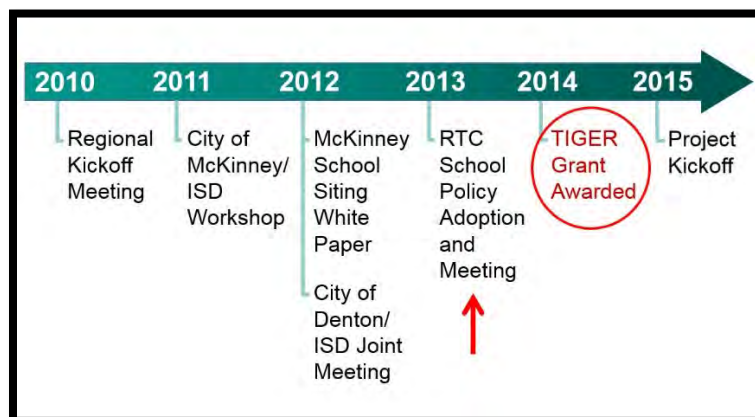 2010 2011 2012 2013 2014 2015
Regional
Kickoff
Meeting
City of
McKinney/
ISD
Workshop
McKinney
School
Siting
White
Paper
City of
Denton/
ISD Joint
Meeting
RTC
School
Policy
Adoption
and
Meeting
TIGER
Grant
Awarded
Project
Kickoff